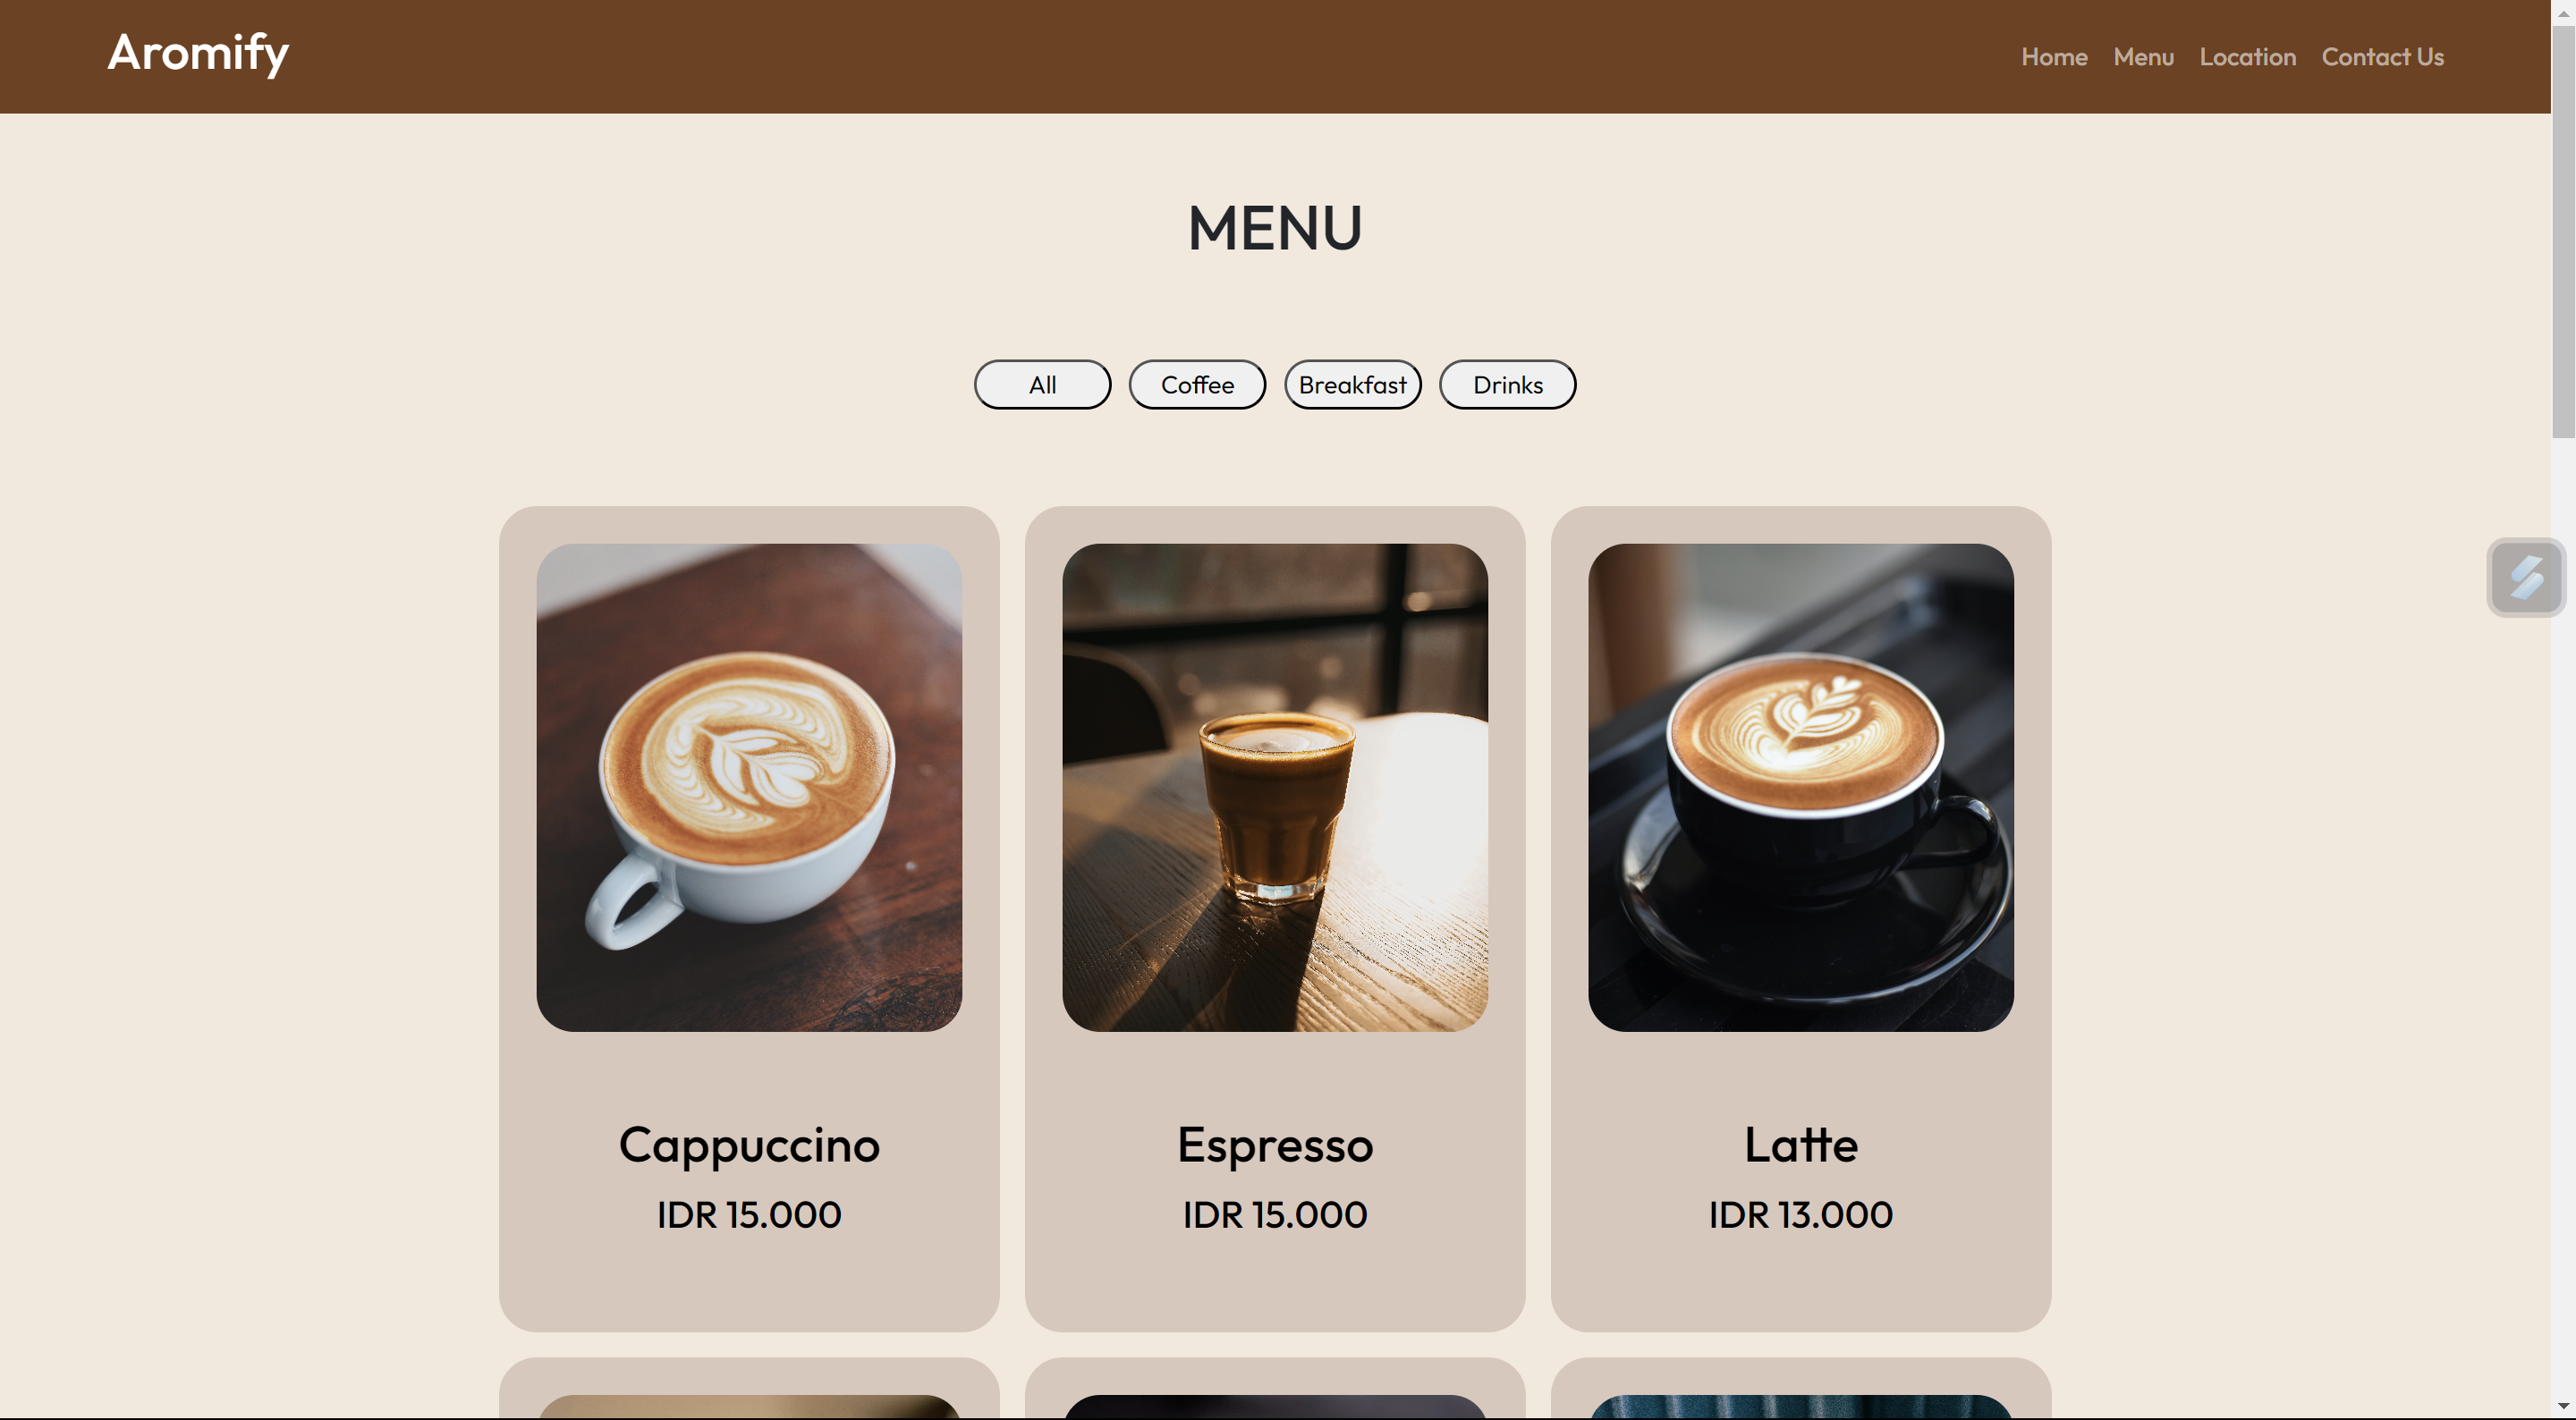 Aromify
Home Menu Location Contact Us
MENU
All Coffee Breakfast Drinks
Cappuccino Espresso Latte
IDR 15.000 IDR 15.000 IDR 13.000